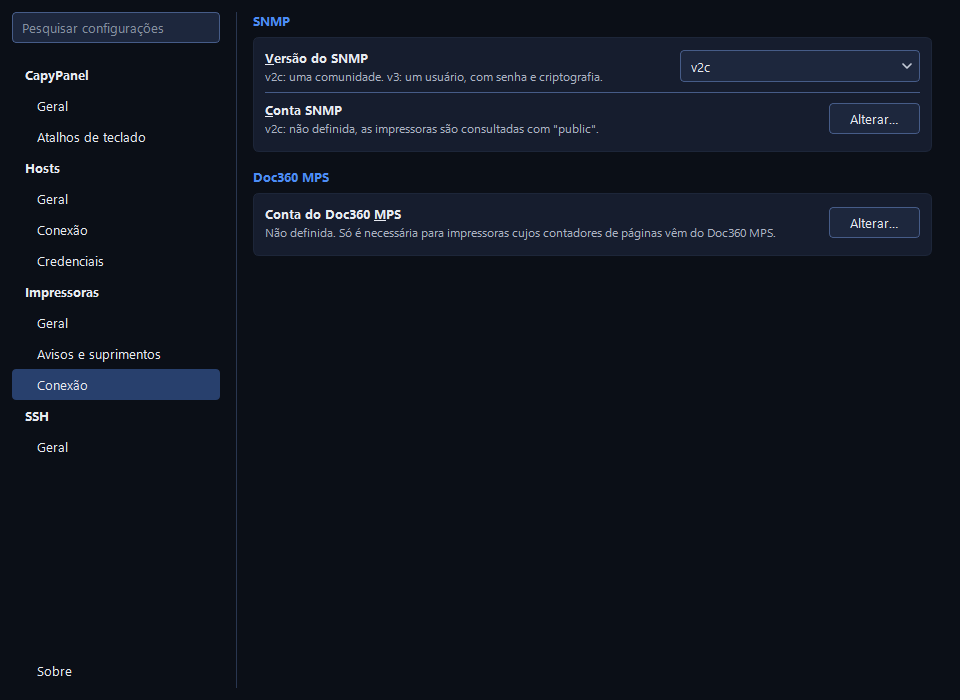 Pesquisar configurações
CapyPanel
Geral
Atalhos de teclado
Hosts
Geral
Conexão
Credenciais
Impressoras
Geral
Avisos e suprimentos
Conexão
SSH
Geral
Sobre
SNMP
Versão do SNMP
v2c: uma comunidade. v3: um usuário, com senha e criptografia.
v2c
Conta SNMP
v2c: não definida, as impressoras são consultadas com "public".
Alterar...
Doc360 MPS
Conta do Doc360 MPS
Não definida. Só é necessária para impressoras cujos contadores de páginas vêm do Doc360 MPS.
Alterar...